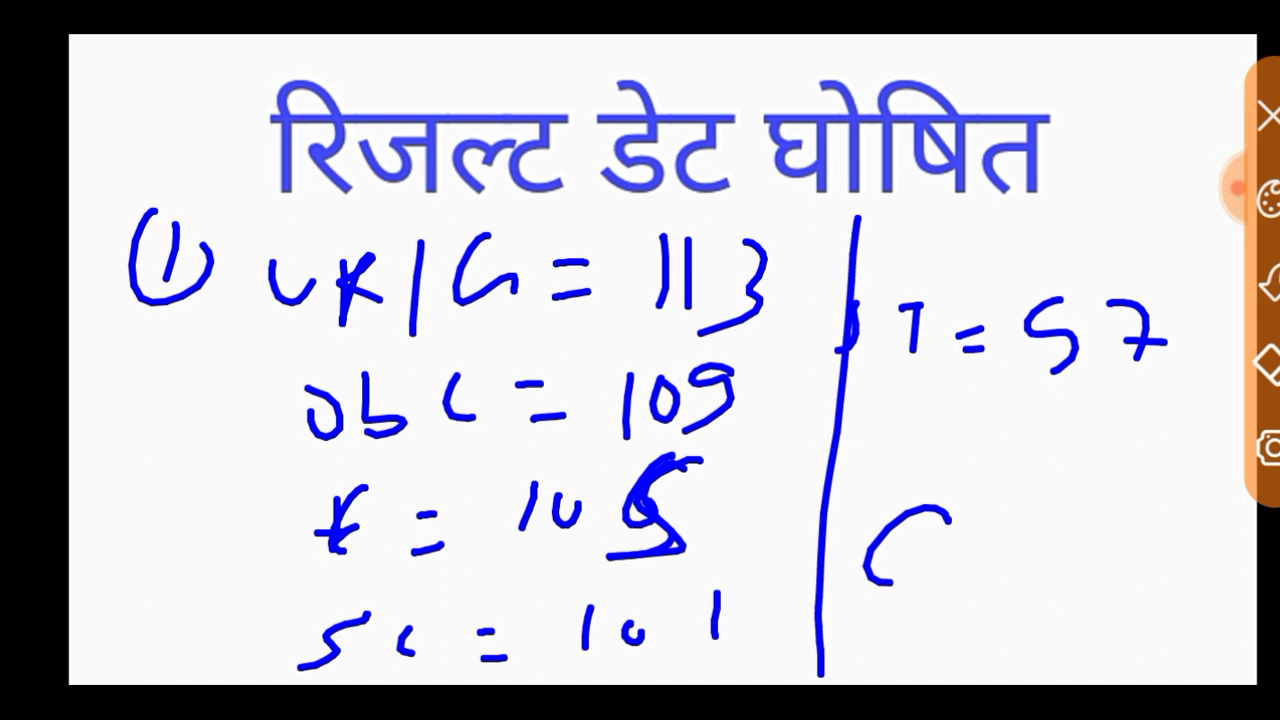 रिजल्ट डेट घोषित
① UR/G = 113
obc = 109
= 105
sc = 101
ST = 57